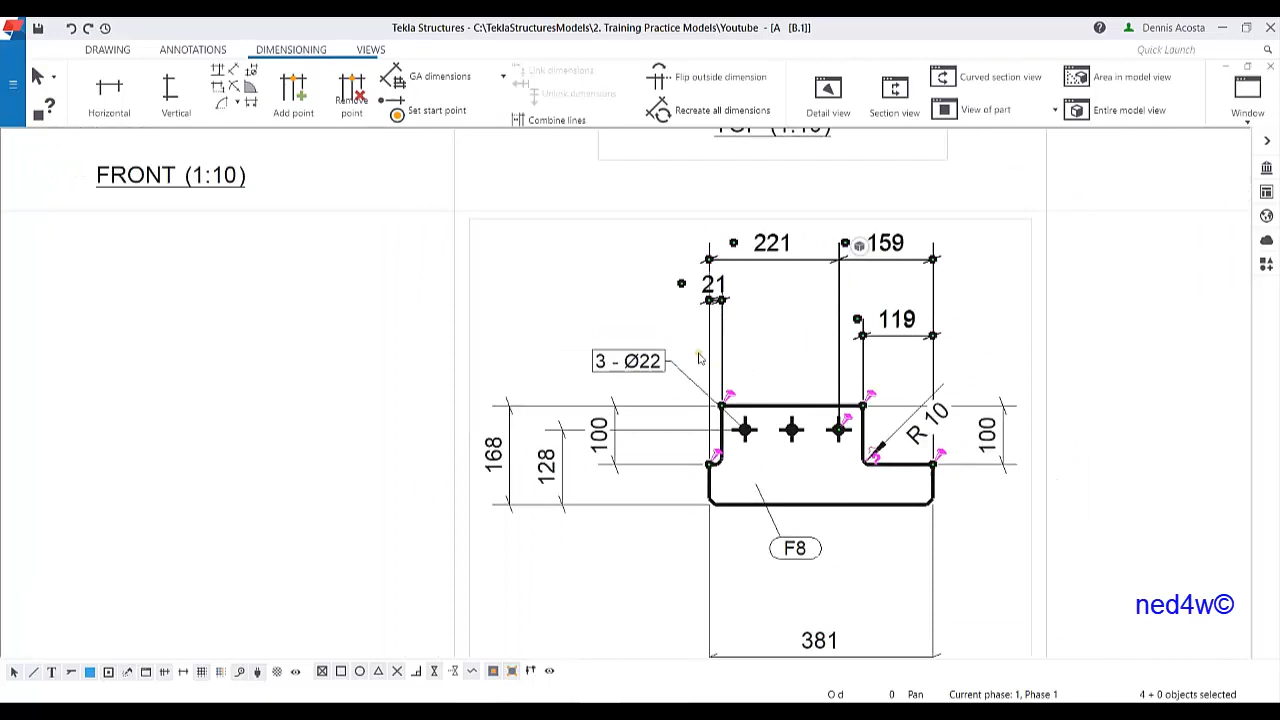 Tekla Structures - C:\TeklaStructuresModels\2. Training Practice Models\Youtube - [A   [B.1]]
Dennis Acosta
DRAWING ANNOTATIONS DIMENSIONING VIEWS
Quick Launch
Horizontal
Vertical
Add point
Remove point
GA dimensions
Set start point
Link dimensions
Unlink dimensions
Combine lines
Flip outside dimension
Recreate all dimensions
Detail view
Section view
Curved section view
View of part
Area in model view
Entire model view
Window
TOP (1:10)
FRONT (1:10)
221 159
21
119
3 - Ø22
R 10
168
128
100
100
F8
381
ned4w©
O d 0 Pan Current phase: 1, Phase 1 4 + 0 objects selected